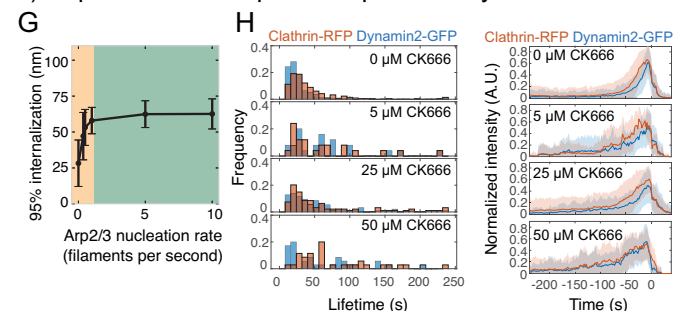 G
H
Clathrin-RFP Dynamin2-GFP
Clathrin-RFP
Dynamin2-GFP
95% internalization (nm)
100
75
50
25
0
0 5 10
Arp2/3 nucleation rate
(filaments per second)
Frequency
0.4
0.2
0 µM CK666
0.4
0.2
5 µM CK666
0.4
0.2
25 µM CK666
0.4
0.2
0
50 µM CK666
0 50 100 150 200 250
Lifetime (s)
Normalized intensity (A.U.)
0.8
0.6
0.4
0.2
0
0 µM CK666
0.8
0.6
0.4
0.2
0
5 µM CK666
0.8
0.6
0.4
0.2
0
25 µM CK666
0.8
0.6
0.4
0.2
0
50 µM CK666
-200 -150 -100 -50 0
Time (s)